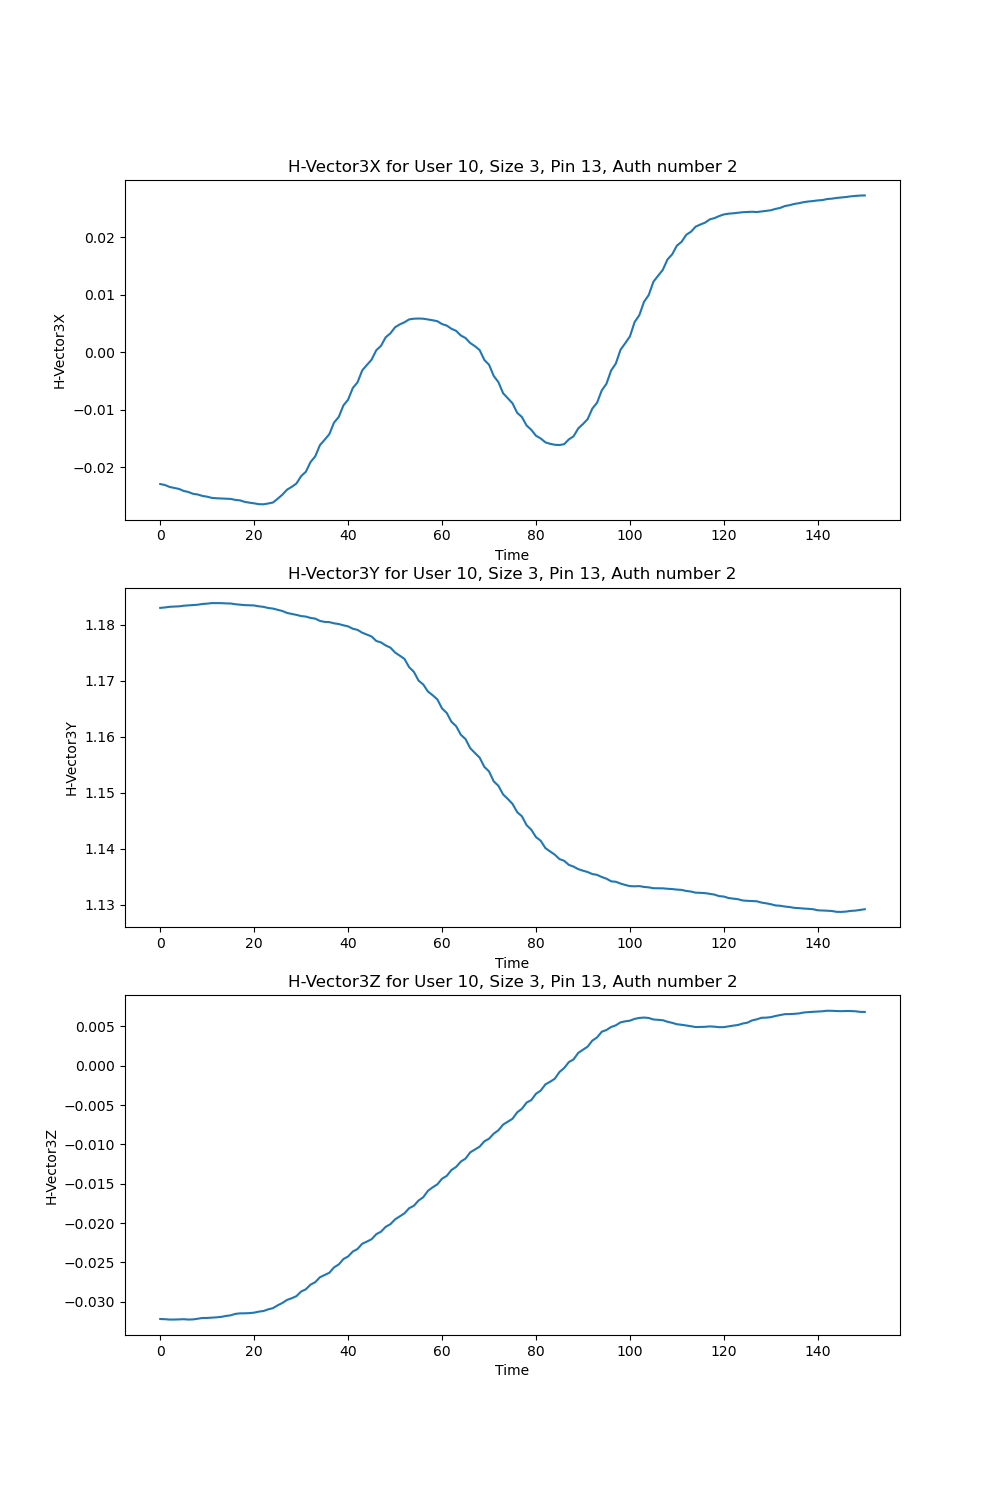 H-Vector3X for User 10, Size 3, Pin 13, Auth number 2
0.02
0.01
0.00
−0.01
−0.02
H-Vector3X
0 20 40 60 80 100 120 140
Time
H-Vector3Y for User 10, Size 3, Pin 13, Auth number 2
1.18
1.17
1.16
1.15
1.14
1.13
H-Vector3Y
0 20 40 60 80 100 120 140
Time
H-Vector3Z for User 10, Size 3, Pin 13, Auth number 2
0.005
0.000
−0.005
−0.010
−0.015
−0.020
−0.025
−0.030
H-Vector3Z
0 20 40 60 80 100 120 140
Time